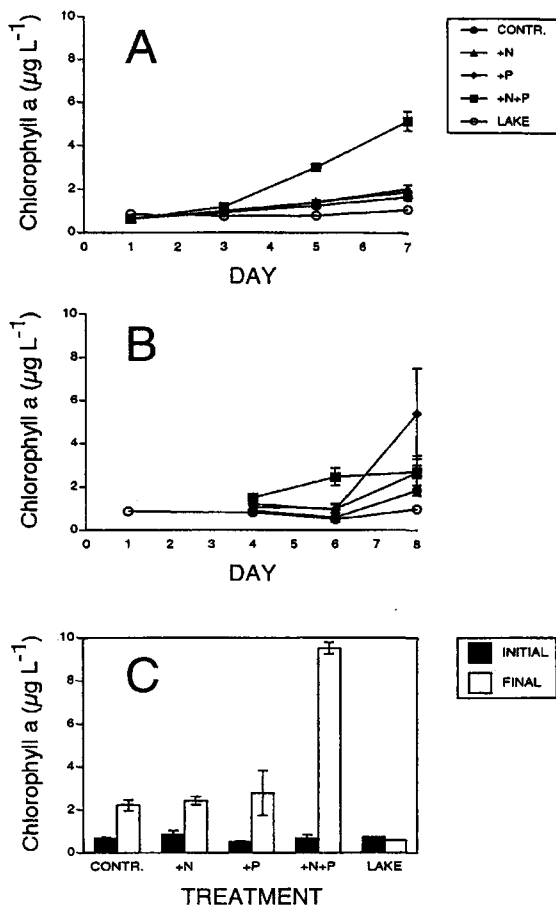 A
Chlorophyll a (µg L-1)
10
8
6
4
2
0
0 1 2 3 4 5 6 7
DAY
CONTR.
+N
+P
+N+P
LAKE
B
Chlorophyll a (µg L-1)
10
8
6
4
2
0
0 1 2 3 4 5 6 7 8
DAY
C
Chlorophyll a (µg L-1)
10
8
6
4
2
0
CONTR. +N +P +N+P LAKE
TREATMENT
INITIAL
FINAL